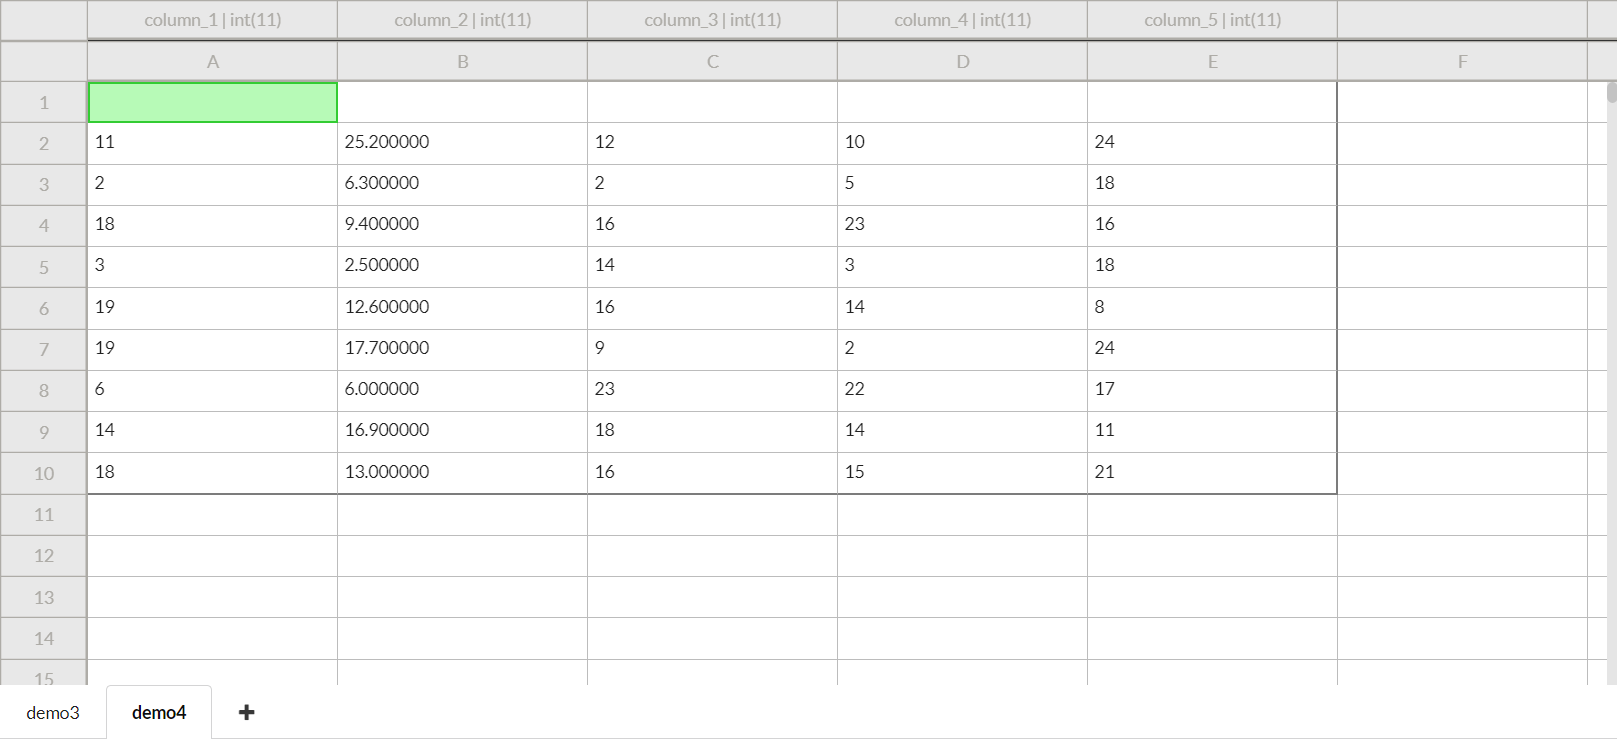 column_1 | int(11) column_2 | int(11) column_3 | int(11) column_4 | int(11) column_5 | int(11)
A B C D E F
1
2 11 25.200000 12 10 24
3 2 6.300000 2 5 18
4 18 9.400000 16 23 16
5 3 2.500000 14 3 18
6 19 12.600000 16 14 8
7 19 17.700000 9 2 24
8 6 6.000000 23 22 17
9 14 16.900000 18 14 11
10 18 13.000000 16 15 21
11
12
13
14
15
demo3 demo4 +